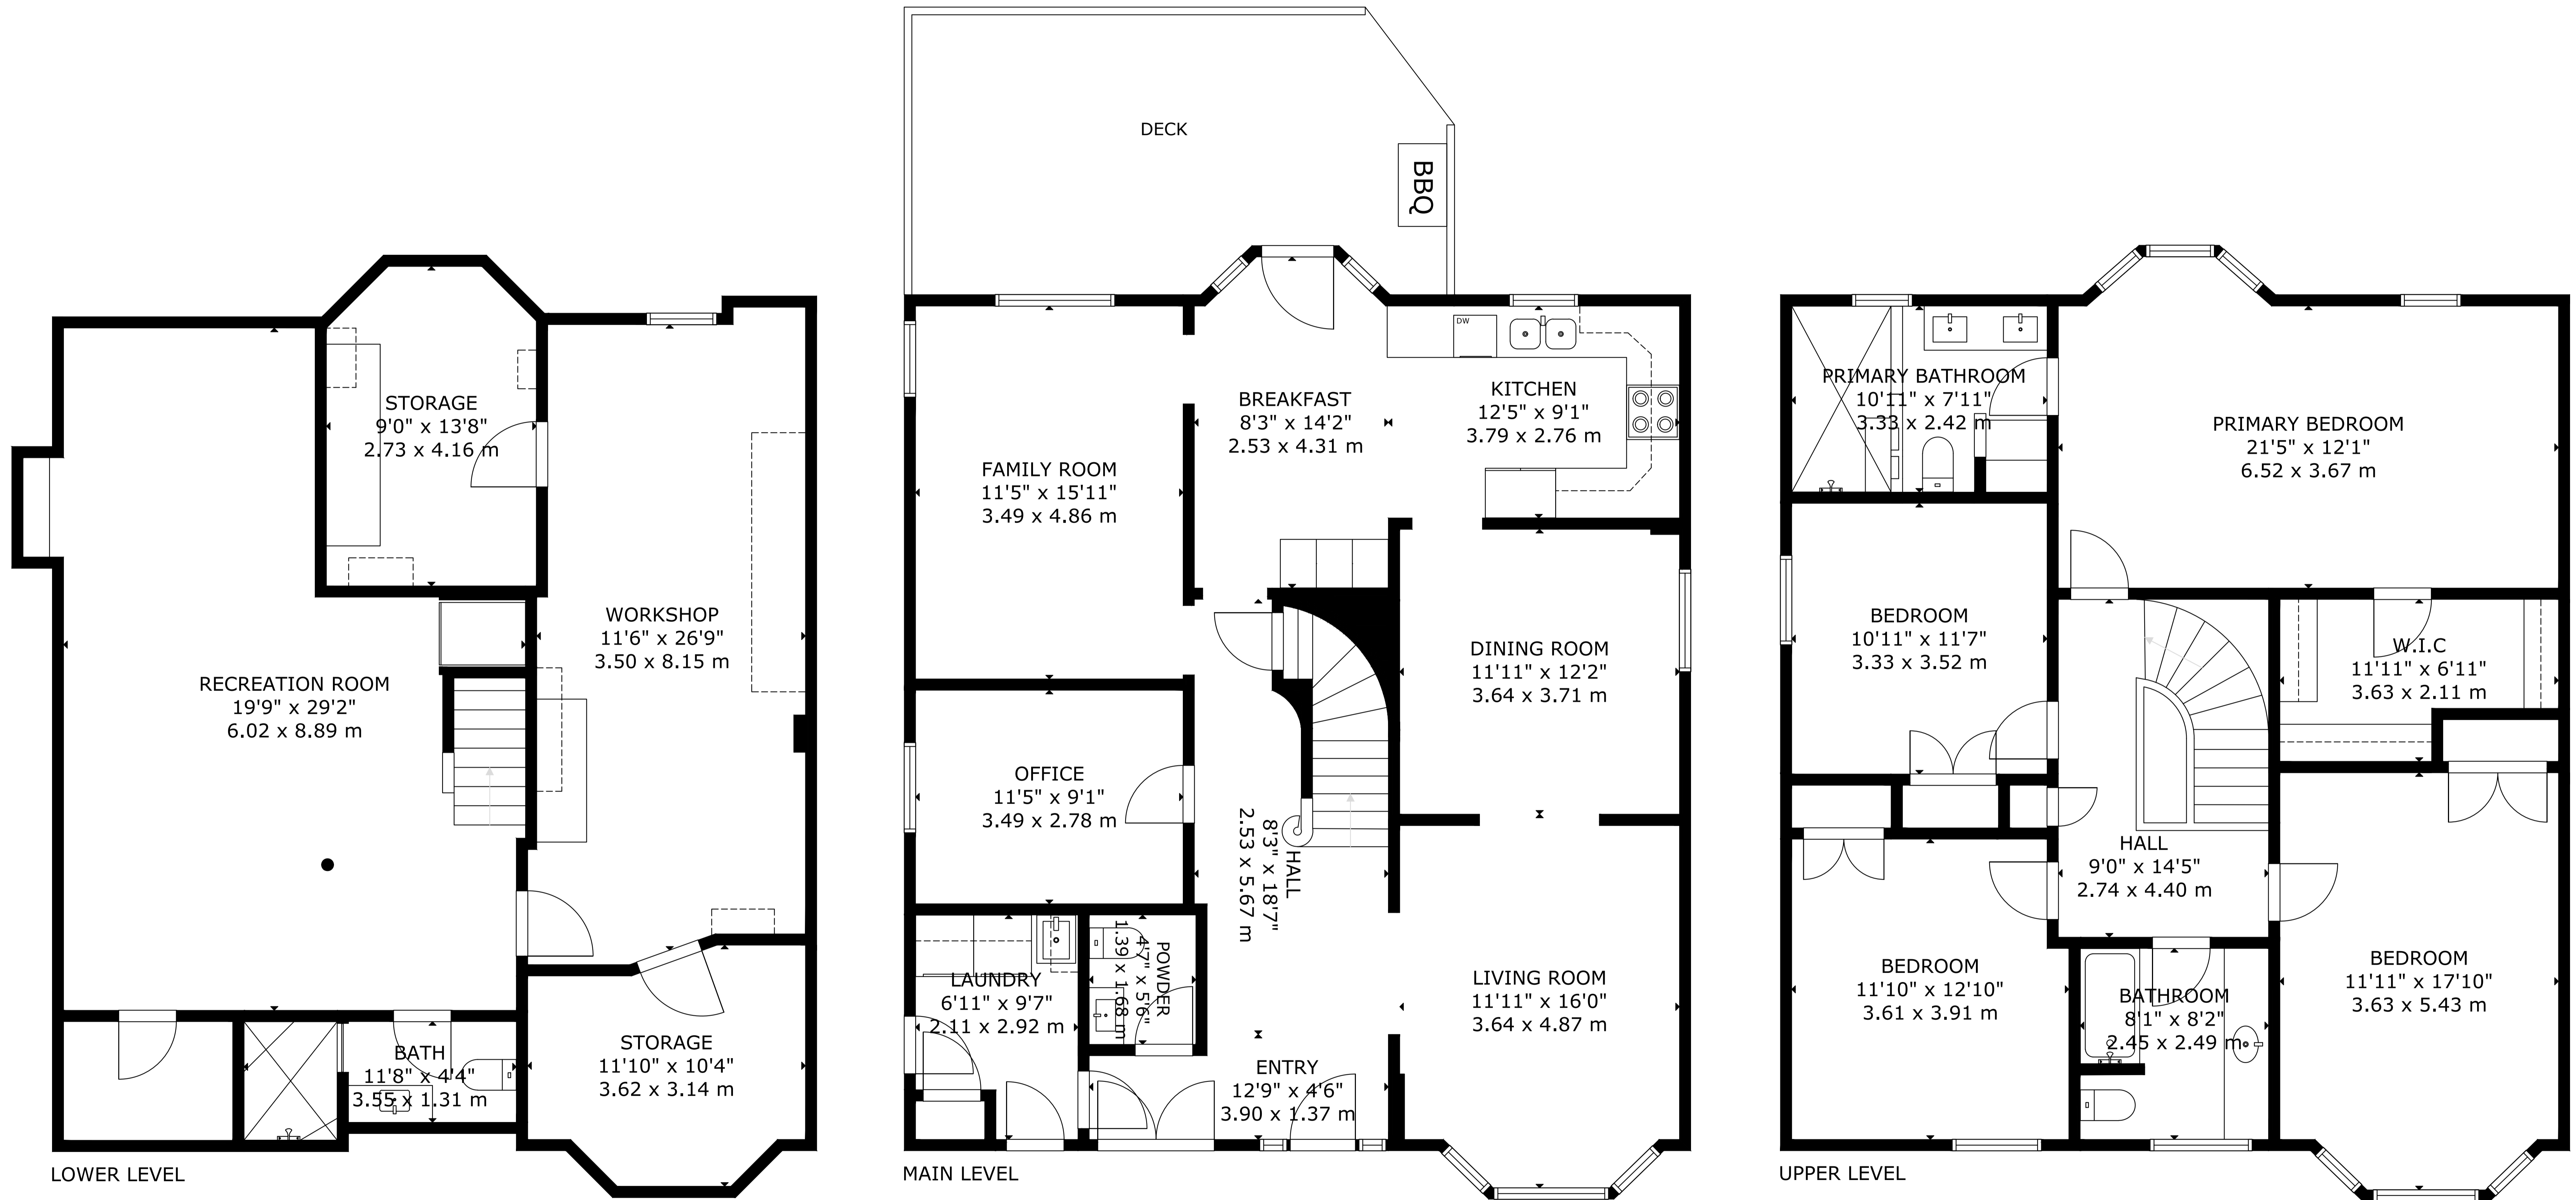 STORAGE
9'0" x 13'8"
2.73 x 4.16 m
WORKSHOP
11'6" x 26'9"
3.50 x 8.15 m
RECREATION ROOM
19'9" x 29'2"
6.02 x 8.89 m
BATH
11'8" x 4'4"
3.55 x 1.31 m
STORAGE
11'10" x 10'4"
3.62 x 3.14 m
LOWER LEVEL
DECK
BBQ
DW
BREAKFAST
8'3" x 14'2"
2.53 x 4.31 m
KITCHEN
12'5" x 9'1"
3.79 x 2.76 m
FAMILY ROOM
11'5" x 15'11"
3.49 x 4.86 m
DINING ROOM
11'11" x 12'2"
3.64 x 3.71 m
OFFICE
11'5" x 9'1"
3.49 x 2.78 m
HALL
8'3" x 18'7"
2.53 x 5.67 m
LAUNDRY
6'11" x 9'7"
2.11 x 2.92 m
POWDER
4'7" x 5'6"
1.39 x 1.68 m
LIVING ROOM
11'11" x 16'0"
3.64 x 4.87 m
ENTRY
12'9" x 4'6"
3.90 x 1.37 m
MAIN LEVEL
PRIMARY BATHROOM
10'11" x 7'11"
3.33 x 2.42 m
PRIMARY BEDROOM
21'5" x 12'1"
6.52 x 3.67 m
BEDROOM
10'11" x 11'7"
3.33 x 3.52 m
W.I.C
11'11" x 6'11"
3.63 x 2.11 m
HALL
9'0" x 14'5"
2.74 x 4.40 m
BEDROOM
11'10" x 12'10"
3.61 x 3.91 m
BATHROOM
8'1" x 8'2"
2.45 x 2.49 m
BEDROOM
11'11" x 17'10"
3.63 x 5.43 m
UPPER LEVEL